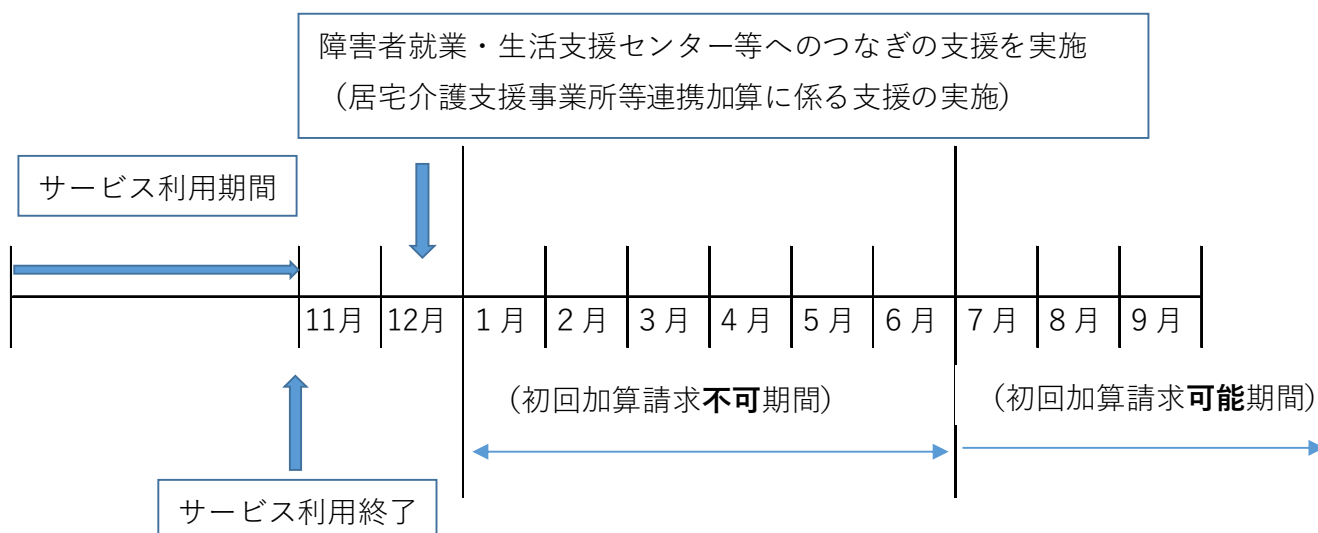 障害者就業・生活支援センター等へのつなぎの支援を実施
（居宅介護支援事業所等連携加算に係る支援の実施）
サービス利用期間
11月 12月 1月 2月 3月 4月 5月 6月 7月 8月 9月
（初回加算請求不可期間） （初回加算請求可能期間）
サービス利用終了